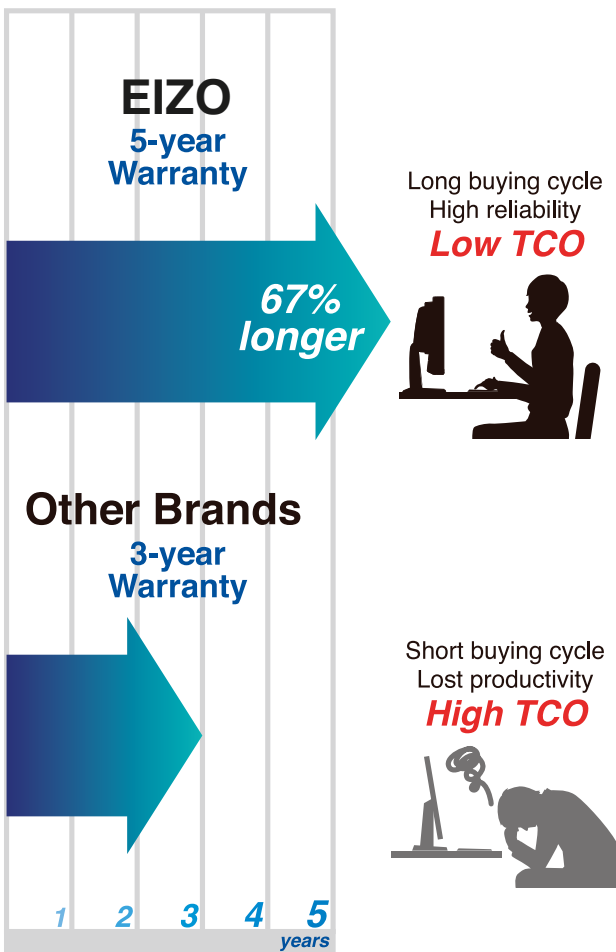 EIZO
5-year
Warranty
67%
longer
Long buying cycle
High reliability
Low TCO
Other Brands
3-year
Warranty
Short buying cycle
Lost productivity
High TCO
1 2 3 4 5
years